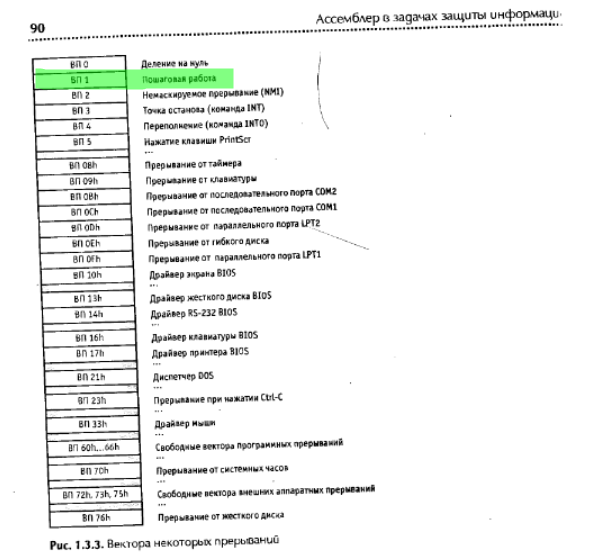 90
Ассемблер в задачах защиты информаци
ВП 0 Деление на нуль
ВП 1 Пошаговая работа
ВП 2 Немаскируемое прерывание (NMI)
ВП 3 Точка останова (команда INT)
ВП 4 Переполнение (команда INTO)
ВП 5 Нажатие клавиши PrintScr
...
ВП 08h Прерывание от таймера
ВП 09h Прерывание от клавиатуры
ВП 0Bh Прерывание от последовательного порта COM2
ВП 0Ch Прерывание от последовательного порта COM1
ВП 0Dh Прерывание от параллельного порта LPT2
ВП 0Eh Прерывание от гибкого диска
ВП 0Fh Прерывание от параллельного порта LPT1
ВП 10h Драйвер экрана BIOS
...
ВП 13h Драйвер жесткого диска BIOS
ВП 14h Драйвер RS-232 BIOS
...
ВП 16h Драйвер клавиатуры BIOS
ВП 17h Драйвер принтера BIOS
...
ВП 21h Диспетчер DOS
...
ВП 23h Прерывание при нажатии Ctrl-C
...
ВП 33h Драйвер мыши
...
ВП 60h...66h Свободные вектора программных прерываний
...
ВП 70h Прерывание от системных часов
...
ВП 72h, 73h, 75h Свободные вектора внешних аппаратных прерываний
...
ВП 76h Прерывание от жесткого диска
Рис. 1.3.3. Вектора некоторых прерываний